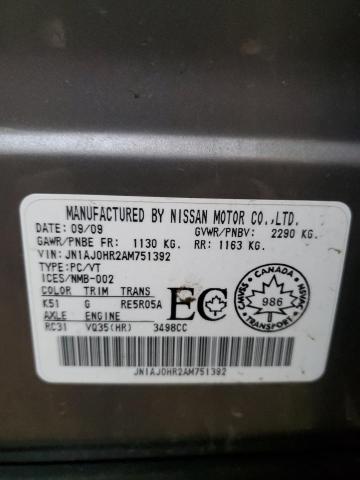 MANUFACTURED BY NISSAN MOTOR CO.,LTD.
DATE: 09/09 GVWR/PNBV: 2290 KG.
GAWR/PNBE FR: 1130 KG. RR: 1163 KG.
VIN: JN1AJ0HR2AM751392
TYPE:PC/VT
ICES/NMB-002
COLOR TRIM TRANS
K51 G RE5R05A
AXLE ENGINE
RC31 VQ35(HR) 3498CC
EC
CANADA
CMVSS
NSVAC
986
TRANSPORT
JN1AJ0HR2AM751392